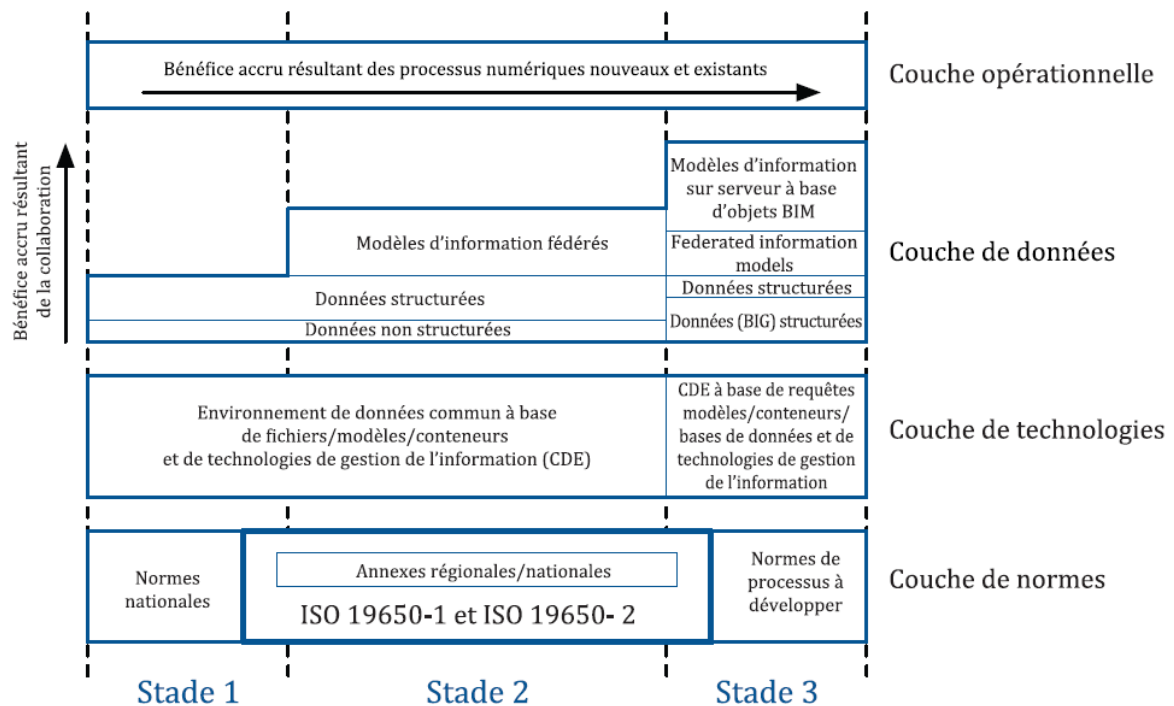 Bénéfice accru résultant des processus numériques nouveaux et existants
Couche opérationnelle
Bénéfice accru résultant
de la collaboration
Modèles d'information
sur serveur à base
d'objets BIM
Modèles d'information fédérés
Federated information
models
Couche de données
Données structurées
Données structurées
Données non structurées
Données (BIG) structurées
Environnement de données commun à base
de fichiers/modèles/conteneurs
et de technologies de gestion de l'information (CDE)
CDE à base de requêtes
modèles/conteneurs/
bases de données et de
technologies de gestion
de l'information
Couche de technologies
Normes
nationales
Annexes régionales/nationales
ISO 19650-1 et ISO 19650- 2
Normes de
processus à
développer
Couche de normes
Stade 1
Stade 2
Stade 3